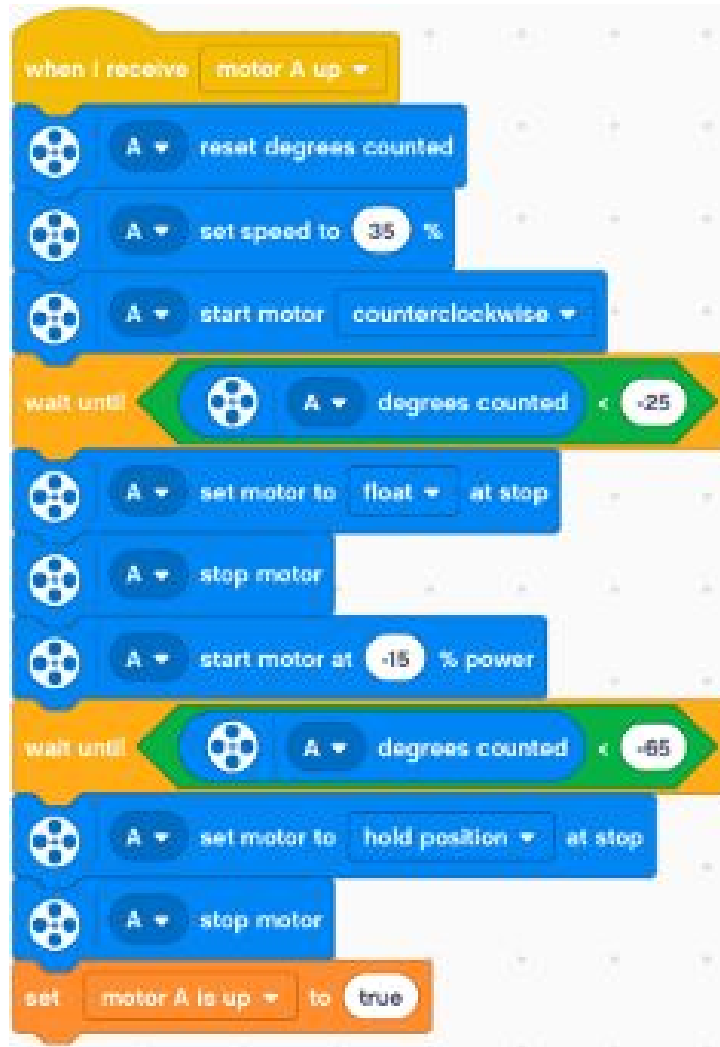 when I receive motor A up
A reset degrees counted
A set speed to 35 %
A start motor counterclockwise
wait until A degrees counted < -25
A set motor to float at stop
A stop motor
A start motor at -15 % power
wait until A degrees counted < -65
A set motor to hold position at stop
A stop motor
set motor A is up to true